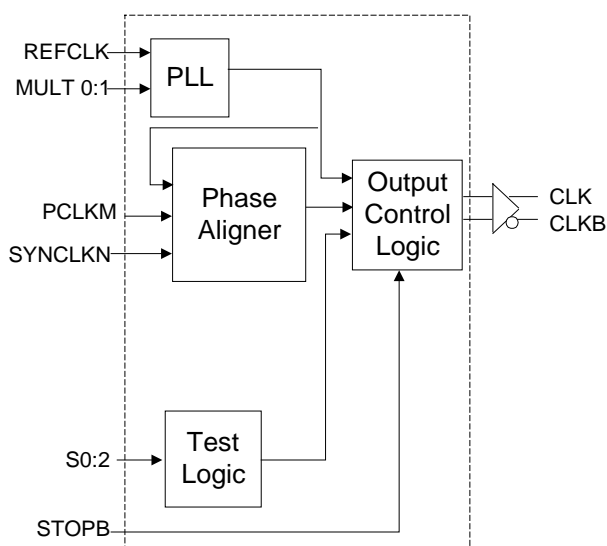 REFCLK
MULT 0:1
PLL
PCLKM
SYNCLKN
Phase
Aligner
Output
Control
Logic
CLK
CLKB
S0:2
Test
Logic
STOPB